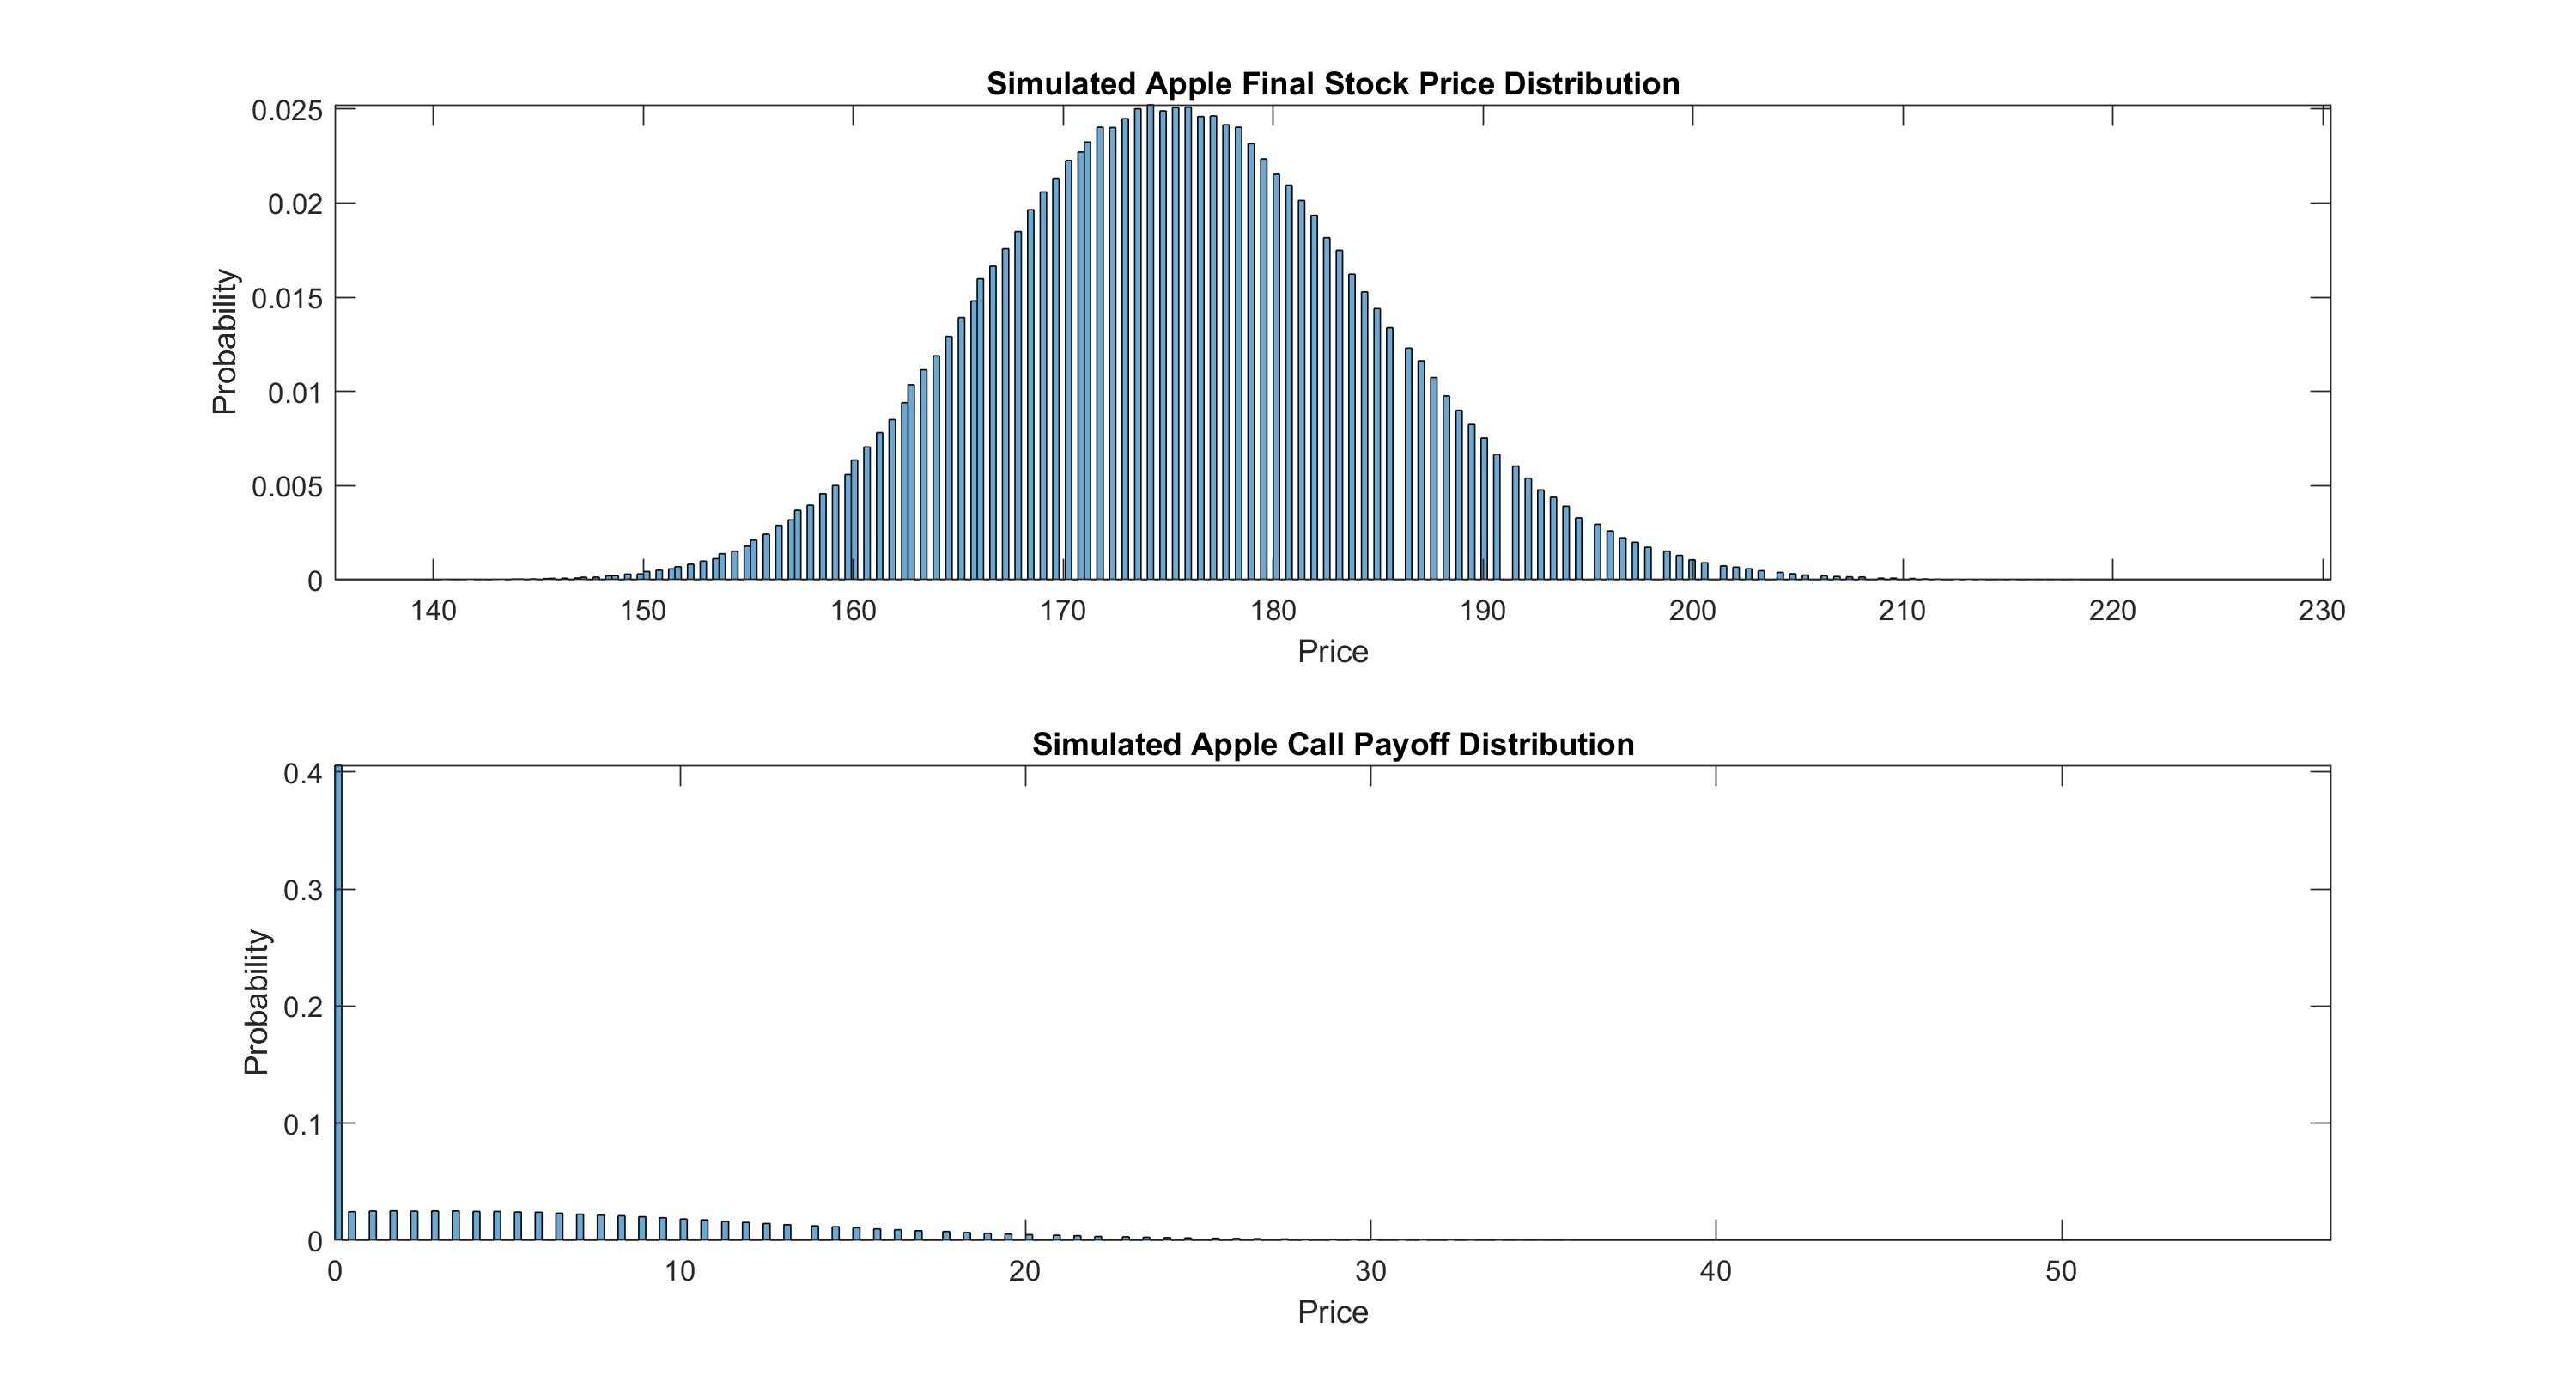 Simulated Apple Final Stock Price Distribution
0.025
0.02
0.015
0.01
0.005
0
Probability
140 150 160 170 180 190 200 210 220 230
Price
Simulated Apple Call Payoff Distribution
0.4
0.3
0.2
0.1
0
Probability
0 10 20 30 40 50
Price